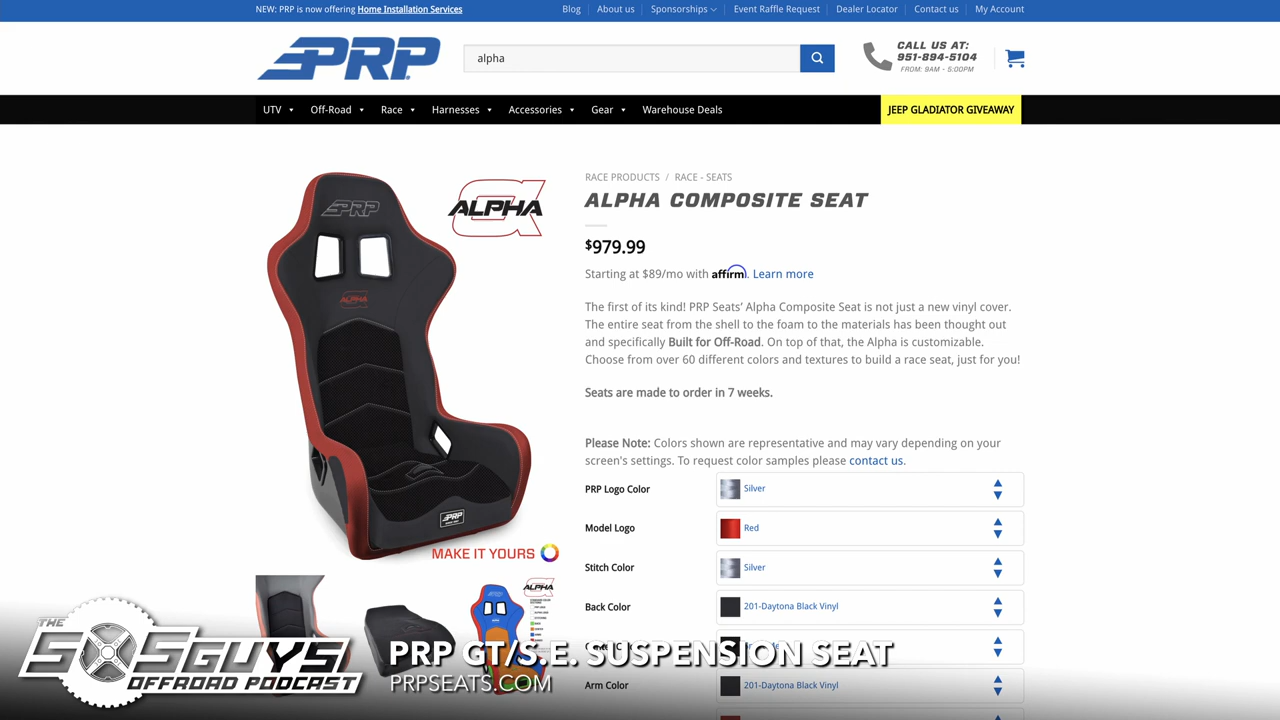 NEW: PRP is now offering Home Installation Services
Blog
About us
Sponsorships
Event Raffle Request
Dealer Locator
Contact us
My Account
PRP
alpha
CALL US AT:
951-894-5104
FROM: 9AM - 5:00PM
UTV
Off-Road
Race
Harnesses
Accessories
Gear
Warehouse Deals
JEEP GLADIATOR GIVEAWAY
PRP
ALPHA
ALPHA
PRP
MAKE IT YOURS
RACE PRODUCTS / RACE - SEATS
ALPHA COMPOSITE SEAT
$979.99
Starting at $89/mo with affirm. Learn more
The first of its kind! PRP Seats’ Alpha Composite Seat is not just a new vinyl cover.
The entire seat from the shell to the foam to the materials has been thought out
and specifically Built for Off-Road. On top of that, the Alpha is customizable.
Choose from over 60 different colors and textures to build a race seat, just for you!
Seats are made to order in 7 weeks.
Please Note: Colors shown are representative and may vary depending on your
screen's settings. To request color samples please contact us.
PRP Logo Color
Silver
Model Logo
Red
Stitch Color
Silver
Back Color
201-Daytona Black Vinyl
Arm Color
201-Daytona Black Vinyl
ALPHA
THE
SXSGUYS
OFFROAD PODCAST
PRP GT/S.E. SUSPENSION SEAT
PRPSEATS.COM